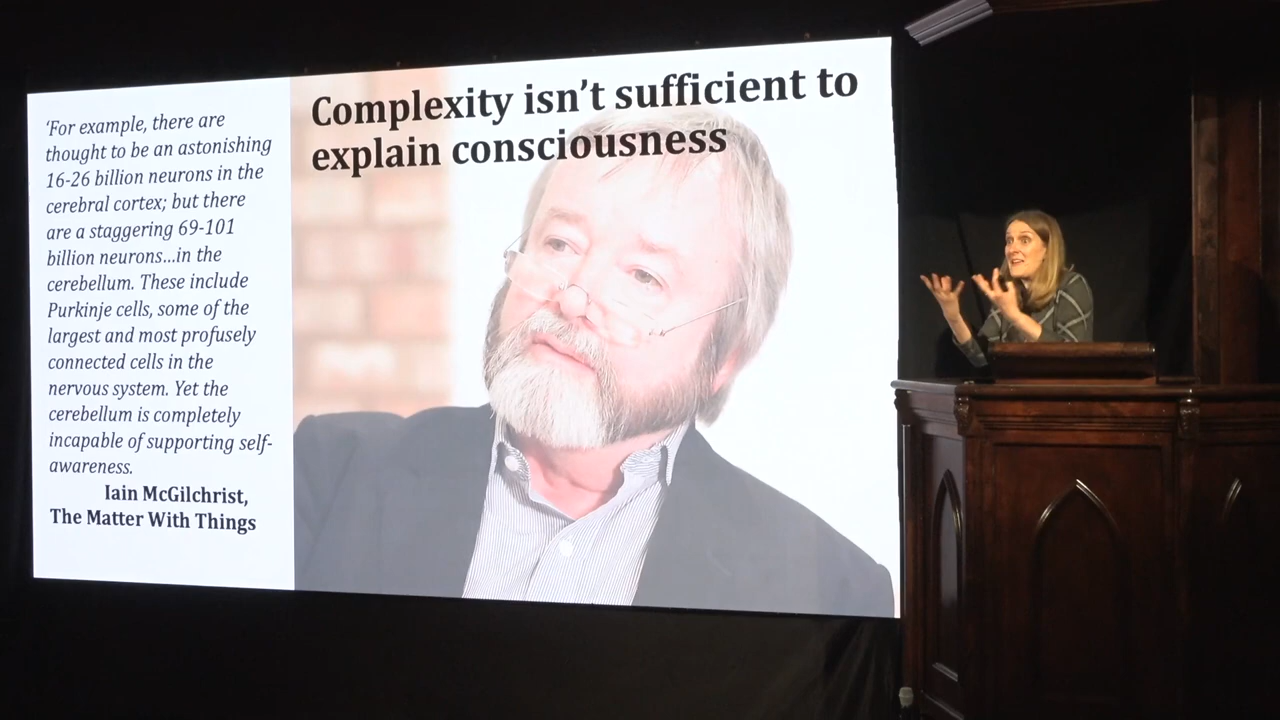 Complexity isn't sufficient to
explain consciousness
‘For example, there are
thought to be an astonishing
16-26 billion neurons in the
cerebral cortex; but there
are a staggering 69-101
billion neurons...in the
cerebellum. These include
Purkinje cells, some of the
largest and most profusely
connected cells in the
nervous system. Yet the
cerebellum is completely
incapable of supporting self-
awareness.
Iain McGilchrist,
The Matter With Things